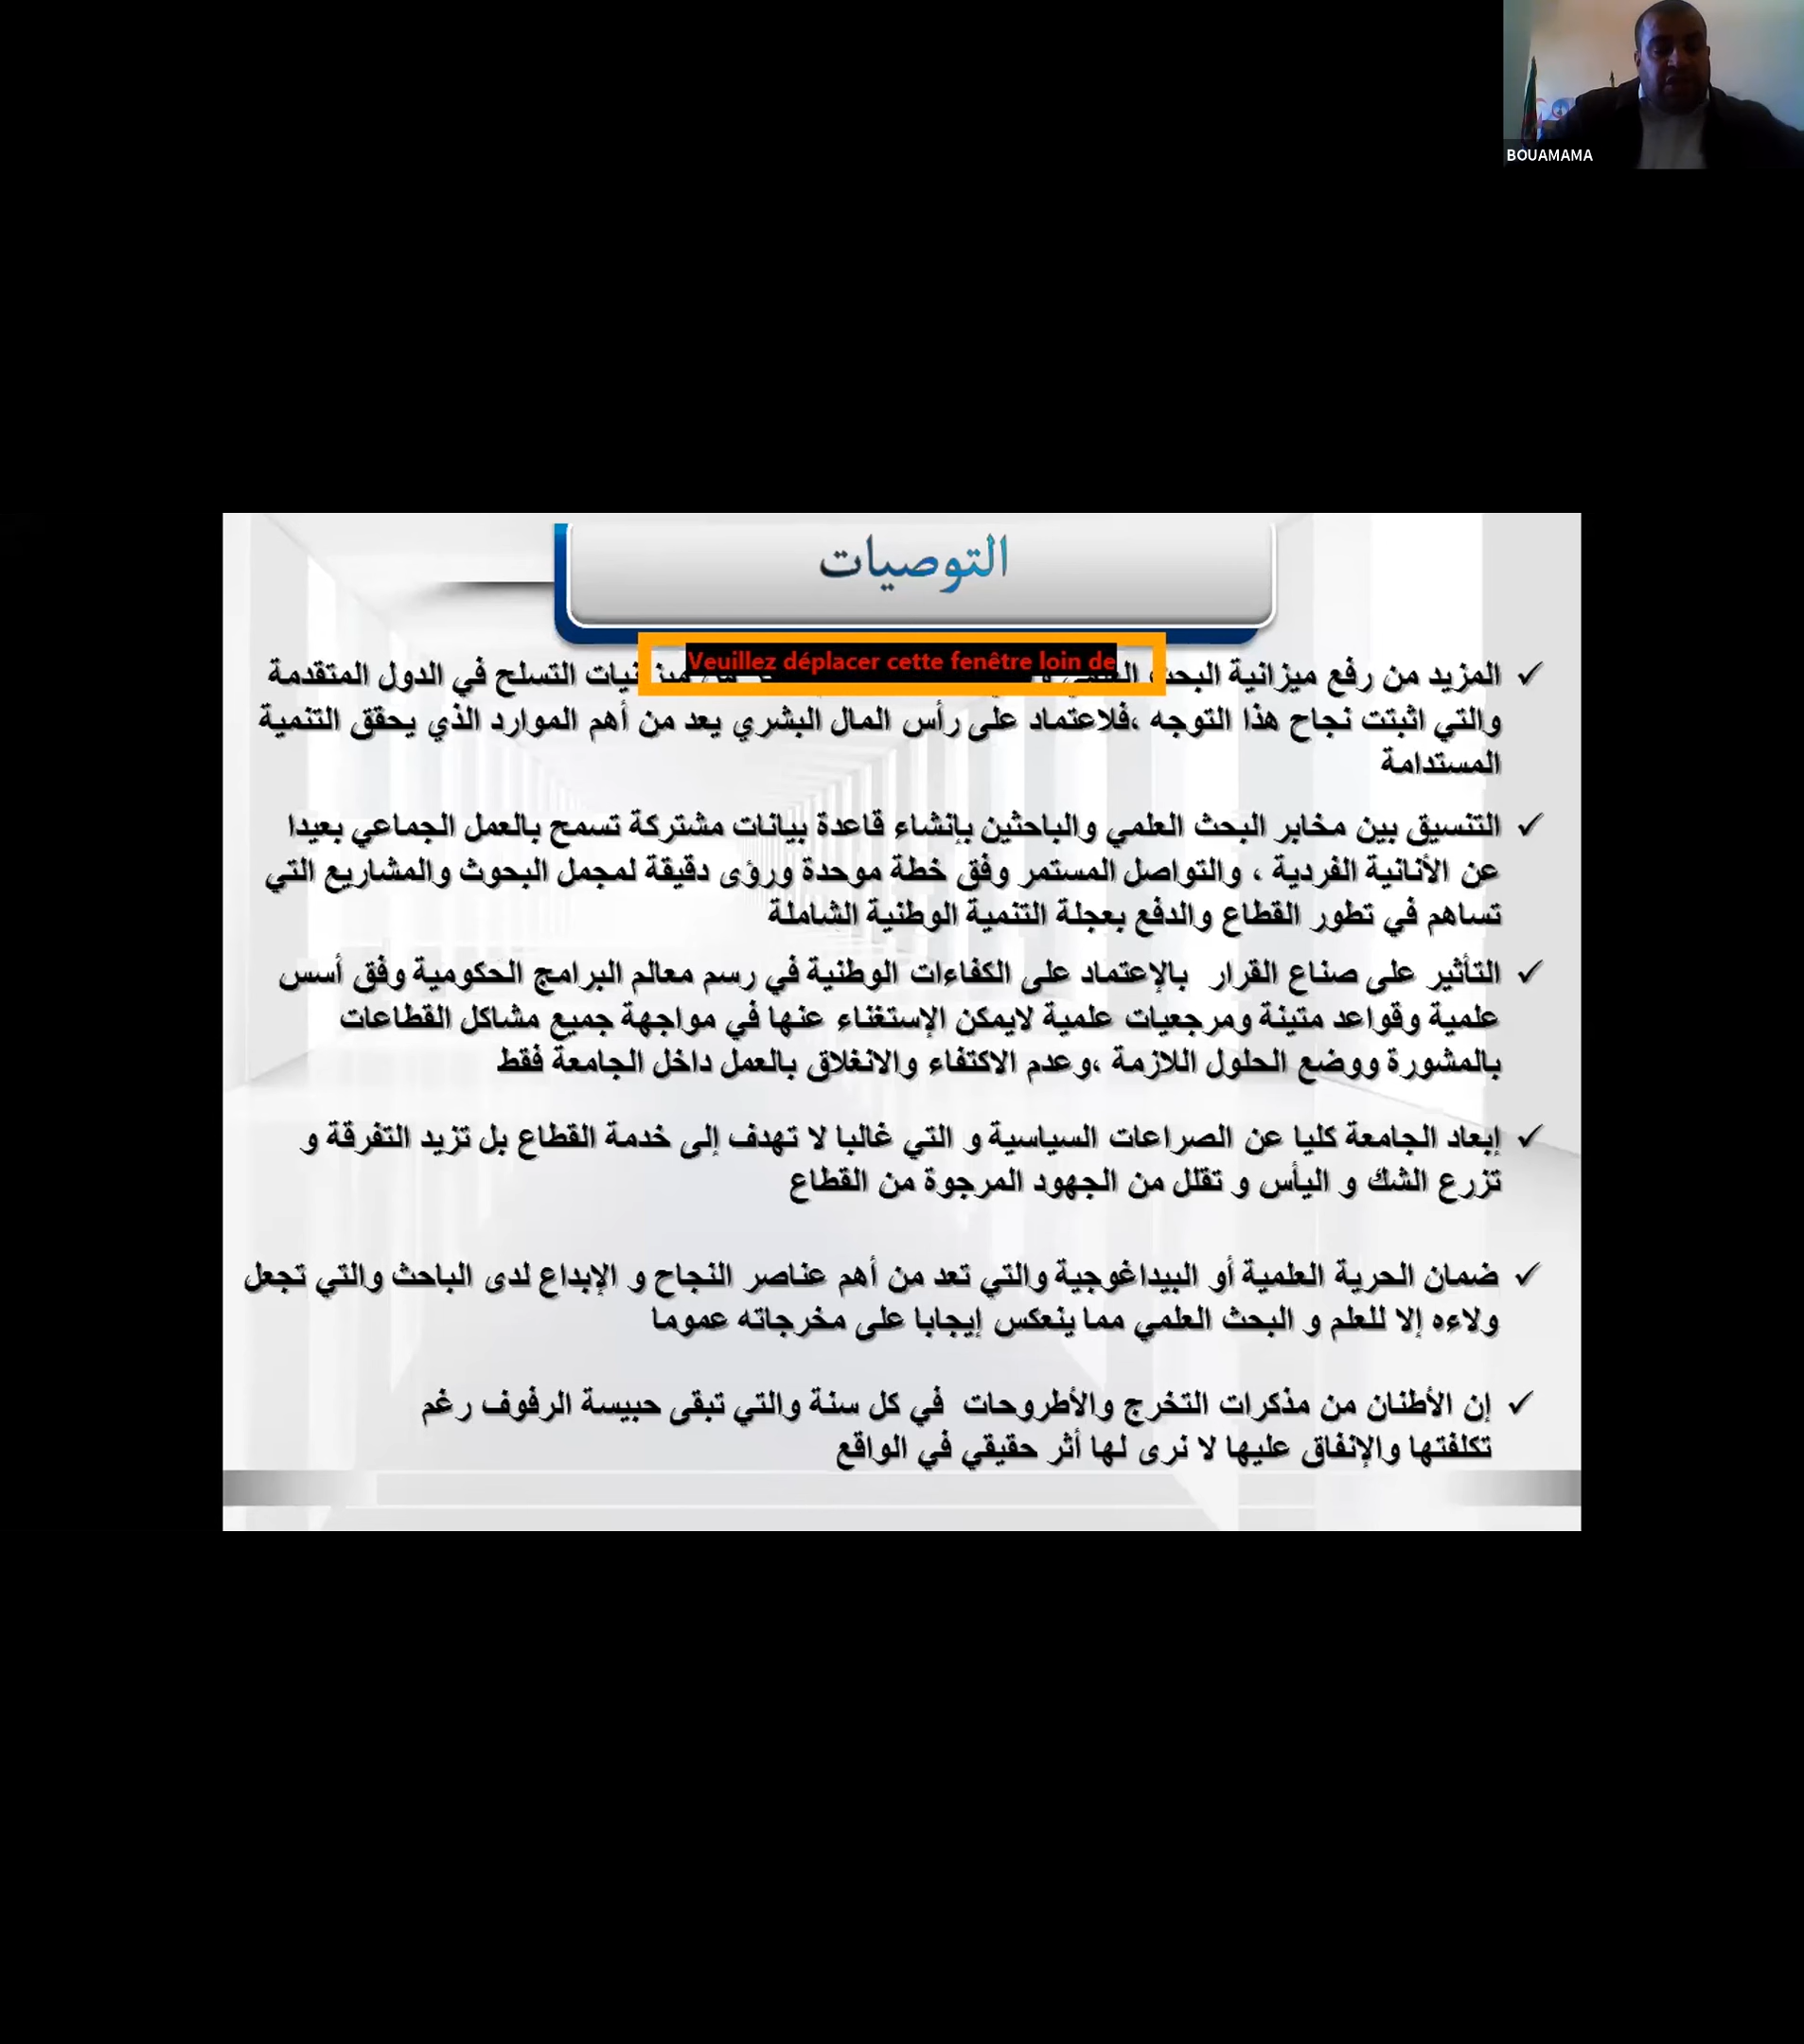 BOUAMAMA
التوصيات
Veuillez déplacer cette fenêtre loin de
✓ المزيد من رفع ميزانية البحث العلمي ميزانيات التسلح في الدول المتقدمة
والتي اثبتت نجاح هذا التوجه ،فلاعتماد على رأس المال البشري يعد من أهم الموارد الذي يحقق التنمية
المستدامة
✓ التنسيق بين مخابر البحث العلمي والباحثين بإنشاء قاعدة بيانات مشتركة تسمح بالعمل الجماعي بعيدا
عن الأنانية الفردية ، والتواصل المستمر وفق خطة موحدة ورؤى دقيقة لمجمل البحوث والمشاريع التي
تساهم في تطور القطاع والدفع بعجلة التنمية الوطنية الشاملة
✓ التأثير على صناع القرار بالإعتماد على الكفاءات الوطنية في رسم معالم البرامج الحكومية وفق أسس
علمية وقواعد متينة ومرجعيات علمية لايمكن الإستغناء عنها في مواجهة جميع مشاكل القطاعات
بالمشورة ووضع الحلول اللازمة ،وعدم الاكتفاء والانغلاق بالعمل داخل الجامعة فقط
✓ إبعاد الجامعة كليا عن الصراعات السياسية و التي غالبا لا تهدف إلى خدمة القطاع بل تزيد التفرقة و
تزرع الشك و اليأس و تقلل من الجهود المرجوة من القطاع
✓ ضمان الحرية العلمية أو البيداغوجية والتي تعد من أهم عناصر النجاح و الإبداع لدى الباحث والتي تجعل
ولاءه إلا للعلم و البحث العلمي مما ينعكس إيجابا على مخرجاته عموما
✓ إن الأطنان من مذكرات التخرج والأطروحات في كل سنة والتي تبقى حبيسة الرفوف رغم
تكلفتها والإنفاق عليها لا نرى لها أثر حقيقي في الواقع